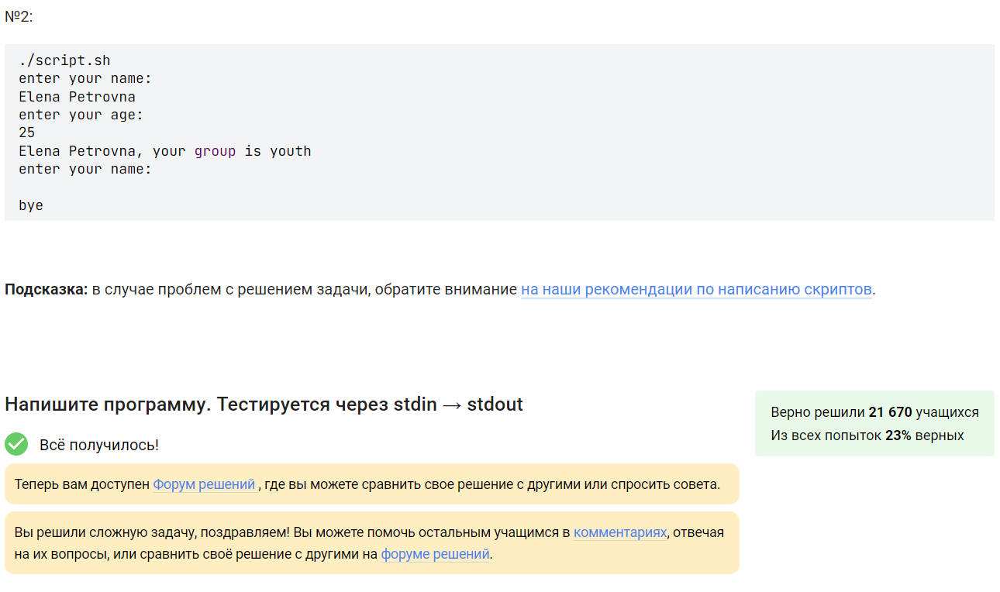 №2:
./script.sh
enter your name:
Elena Petrovna
enter your age:
25
Elena Petrovna, your group is youth
enter your name:
bye
Подсказка: в случае проблем с решением задачи, обратите внимание на наши рекомендации по написанию скриптов.
Напишите программу. Тестируется через stdin → stdout
Верно решили 21 670 учащихся
Из всех попыток 23% верных
Всё получилось!
Теперь вам доступен Форум решений , где вы можете сравнить свое решение с другими или спросить совета.
Вы решили сложную задачу, поздравляем! Вы можете помочь остальным учащимся в комментариях, отвечая
на их вопросы, или сравнить своё решение с другими на форуме решений.